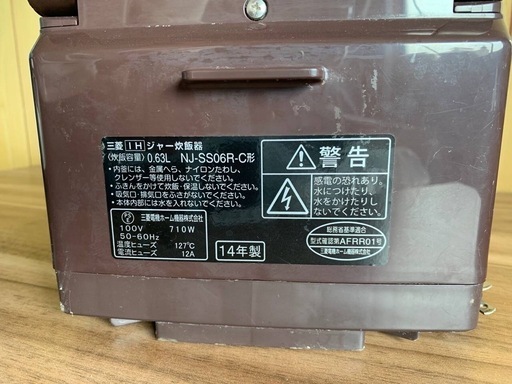 三菱 IH ジャー炊飯器
(炊飯容量) 0.63L NJ-SS06R-C形
・内釜には、金属へら、ナイロンたわし、
クレンザー等使用しないでください。
・ふきんをかけて炊飯・保温しないでください。
・吸気口・排気口をふさがないでください。
・本体内部には水を入れないでください。
三菱電機ホーム機器株式会社
100V 710W
50-60Hz
温度ヒューズ 127℃
電流ヒューズ 12A
14年製
警告
感電の恐れあり。
水につけたり、
水をかけたりし
ないでください。
総務省基準適合
型式確認第AFRR01号
三菱電機ホーム機器株式会社